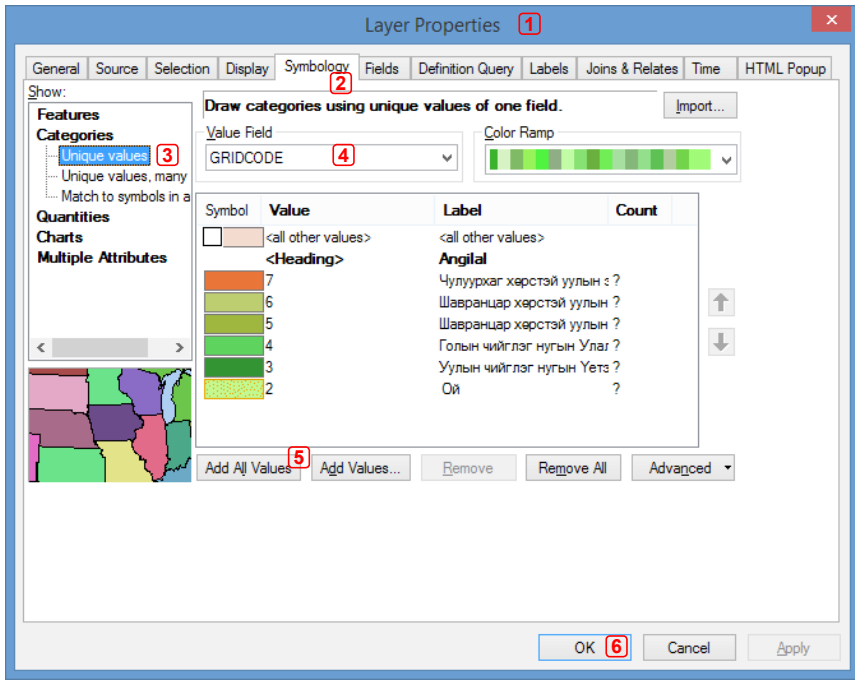 Layer Properties 1
General Source Selection Display Symbology Fields Definition Query Labels Joins & Relates Time HTML Popup
2
Show:
Features
Categories
Unique values 3
Unique values, many
Match to symbols in a
Quantities
Charts
Multiple Attributes
Draw categories using unique values of one field. Import...
Value Field Color Ramp
GRIDCODE 4
Symbol Value Label Count
<all other values> <all other values>
<Heading> Angilal
7 Чулуурхаг хөрстэй уулын ?
6 Шавранцар хөрстэй уулын ?
5 Шавранцар хөрстэй уулын ?
4 Голын чийглэг нугын ?
3 Уулын чийглэг нугын ?
2 Ой ?
Add All Values 5 Add Values... Remove Remove All Advanced
OK 6 Cancel Apply